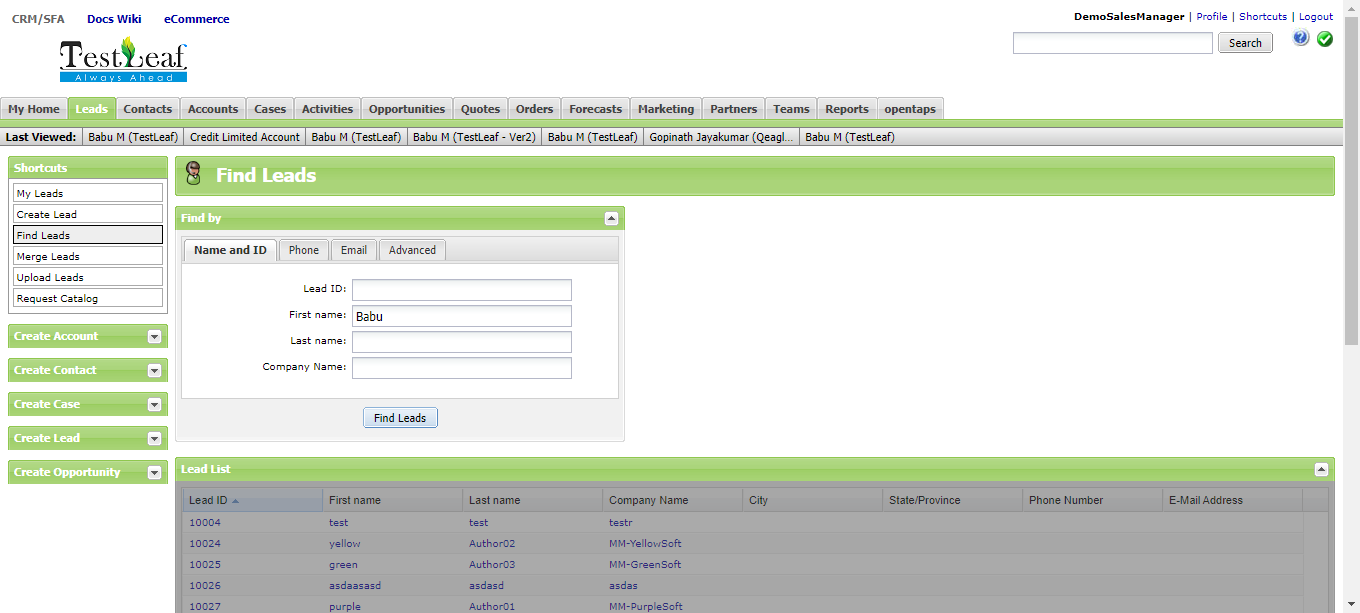 CRM/SFA Docs Wiki eCommerce
DemoSalesManager | Profile | Shortcuts | Logout
TestLeaf
Always Ahead
Search
My Home Leads Contacts Accounts Cases Activities Opportunities Quotes Orders Forecasts Marketing Partners Teams Reports opentaps
Last Viewed: Babu M (TestLeaf) Credit Limited Account Babu M (TestLeaf) Babu M (TestLeaf - Ver2) Babu M (TestLeaf) Gopinath Jayakumar (Qeagl... Babu M (TestLeaf)
Shortcuts
My Leads
Create Lead
Find Leads
Merge Leads
Upload Leads
Request Catalog
Create Account
Create Contact
Create Case
Create Lead
Create Opportunity
Find Leads
Find by
Name and ID Phone Email Advanced
Lead ID:
First name: Babu
Last name:
Company Name:
Find Leads
Lead List
Lead ID First name Last name Company Name City State/Province Phone Number E-Mail Address
10004 test test testr
10024 yellow Author02 MM-YellowSoft
10025 green Author03 MM-GreenSoft
10026 asdaasasd asdasd asdas
10027 purple Author01 MM-PurpleSoft